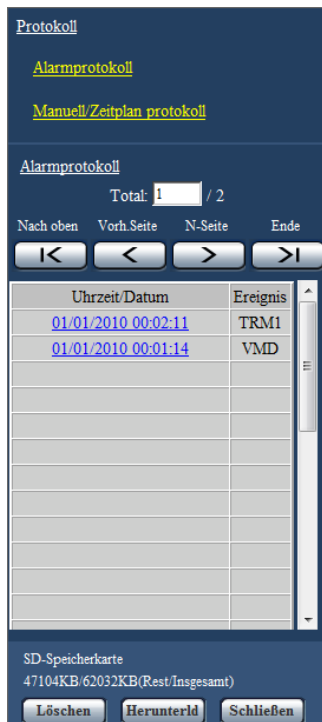 Protokoll
Alarmprotokoll
Manuell/Zeitplan protokoll
Alarmprotokoll
Total: 1 / 2
Nach oben Vorh.Seite N-Seite Ende
Uhrzeit/Datum Ereignis
01/01/2010 00:02:11 TRM1
01/01/2010 00:01:14 VMD
SD-Speicherkarte
47104KB/62032KB(Rest/Insgesamt)
Löschen Herunterld Schließen